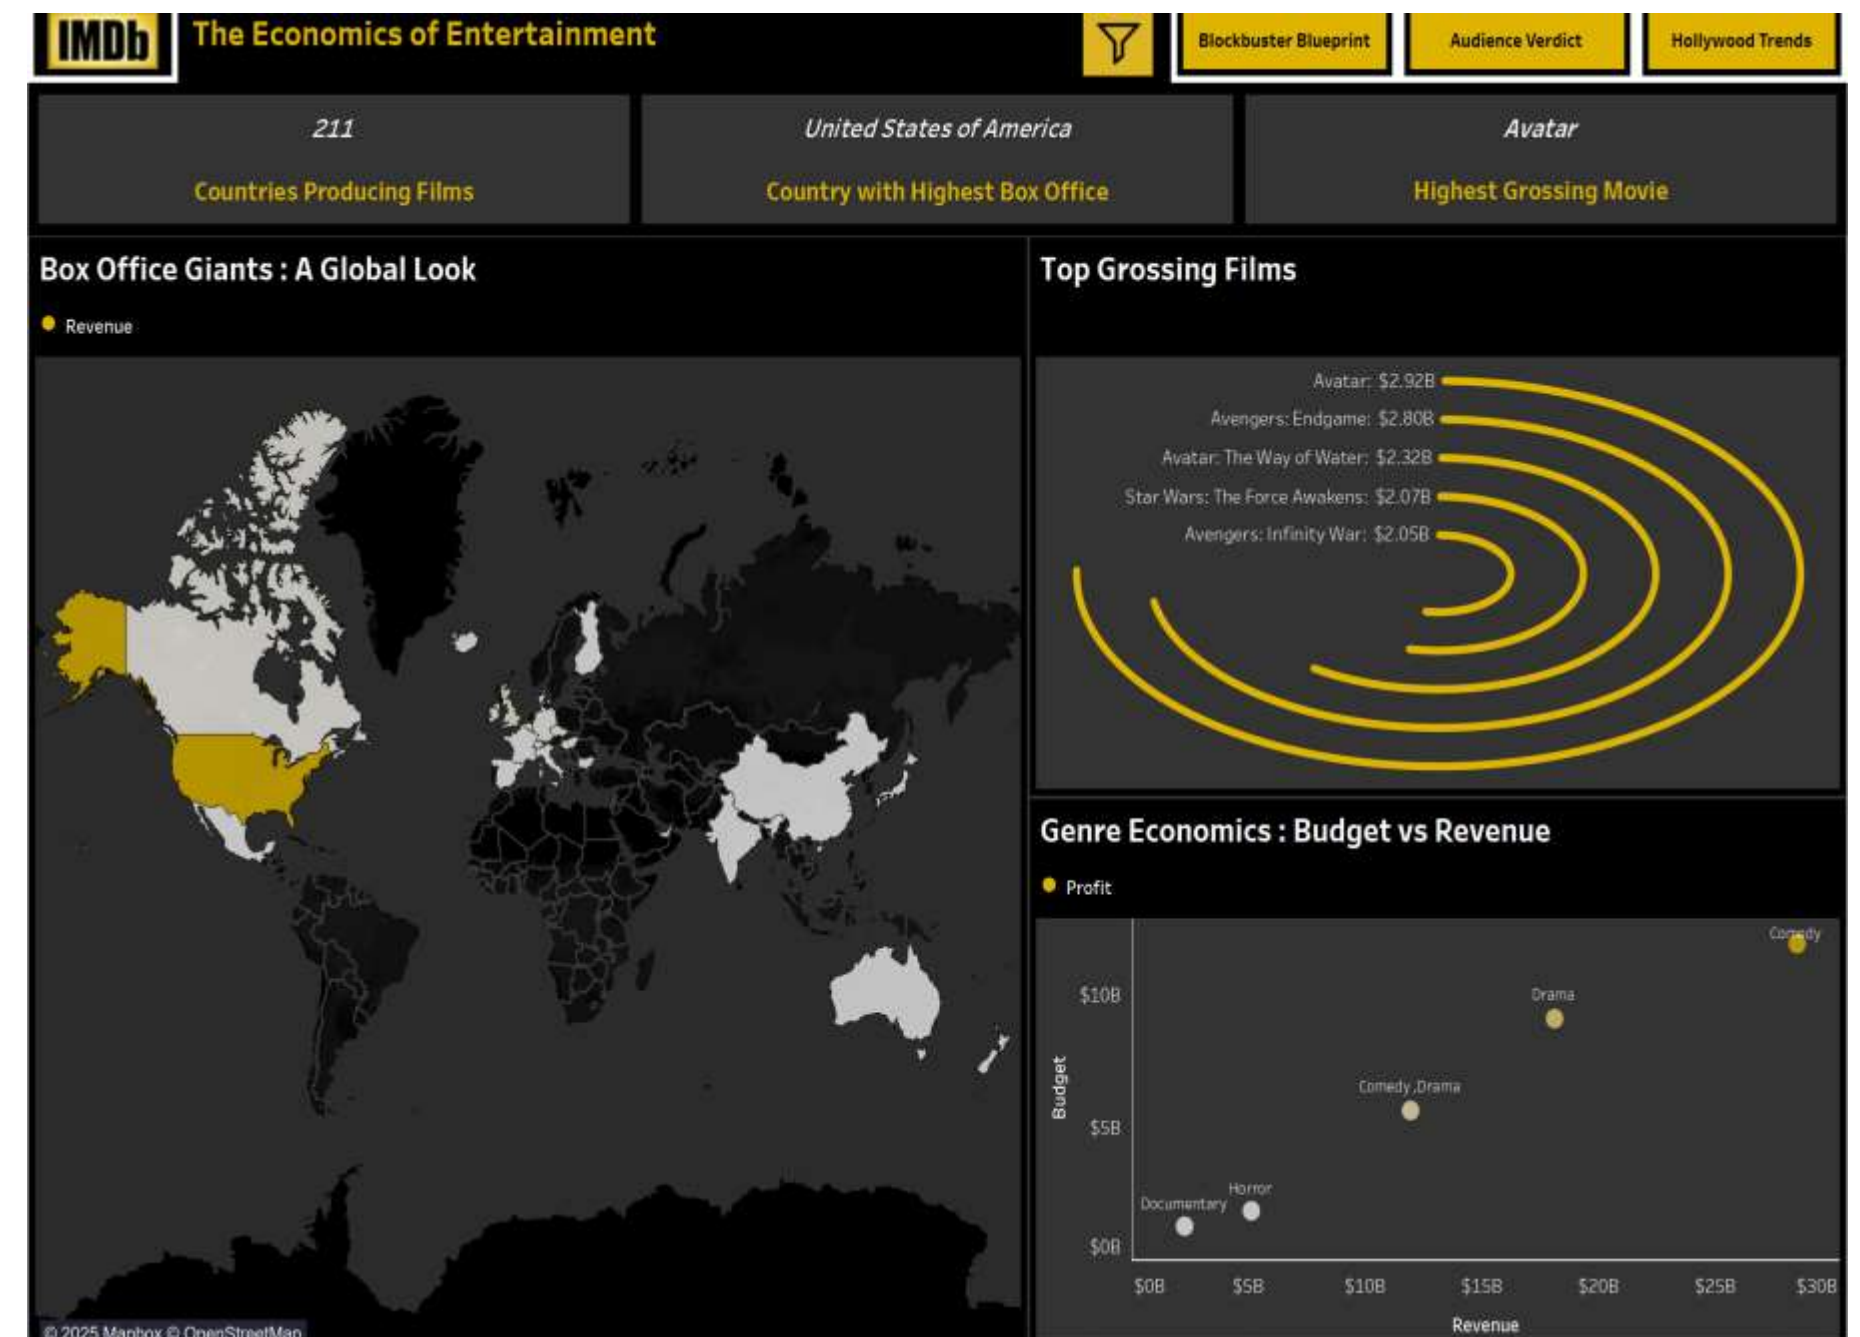 IMDb
The Economics of Entertainment
Blockbuster Blueprint
Audience Verdict
Hollywood Trends
211
Countries Producing Films
United States of America
Country with Highest Box Office
Avatar
Highest Grossing Movie
Box Office Giants : A Global Look
Revenue
© 2025 Mapbox © OpenStreetMap
Top Grossing Films
Avatar: $2.92B
Avengers: Endgame: $2.80B
Avatar: The Way of Water: $2.32B
Star Wars: The Force Awakens: $2.07B
Avengers: Infinity War: $2.05B
Genre Economics : Budget vs Revenue
Profit
Comedy
Drama
Comedy ,Drama
Horror
Documentary
Budget
$10B
$5B
$0B
$0B $5B $10B $15B $20B $25B $30B
Revenue